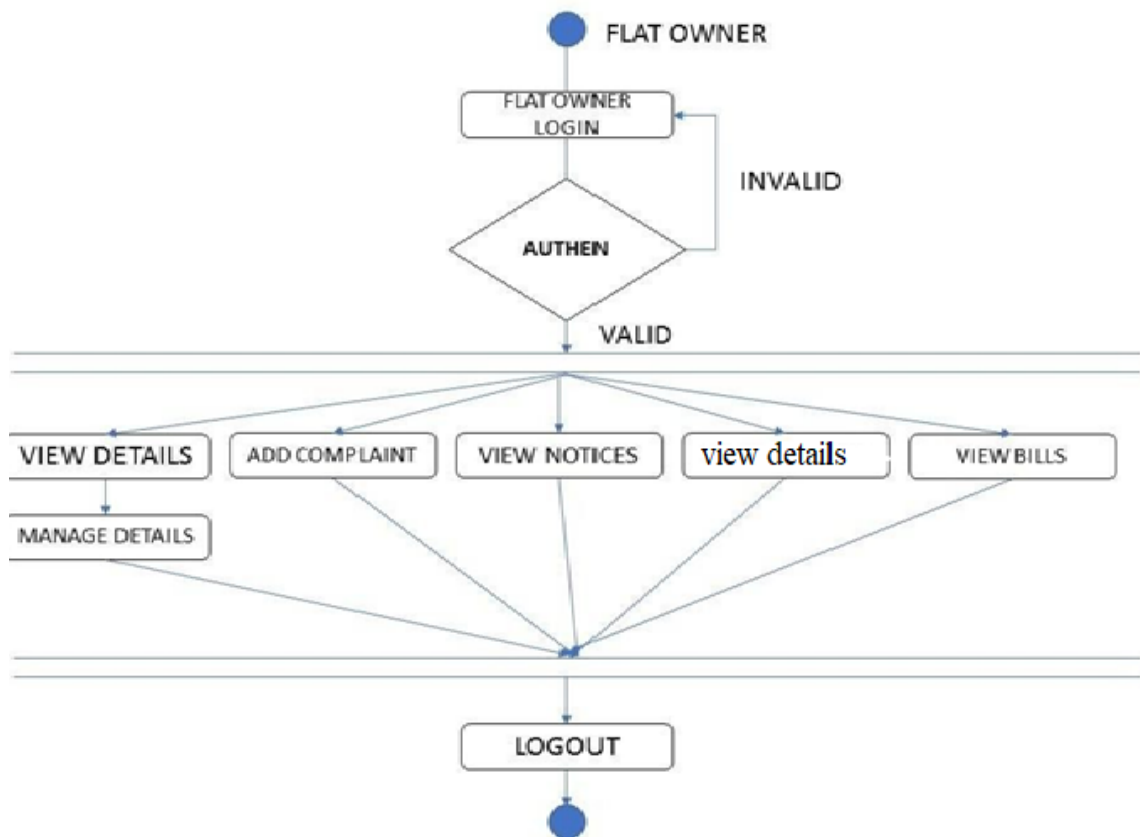 FLAT OWNER
FLAT OWNER
LOGIN
INVALID
AUTHEIN
VALID
VIEW DETAILS
ADD COMPLAINT
VIEW NOTICES
view details
VIEW BILLS
MANAGE DETAILS
LOGOUT